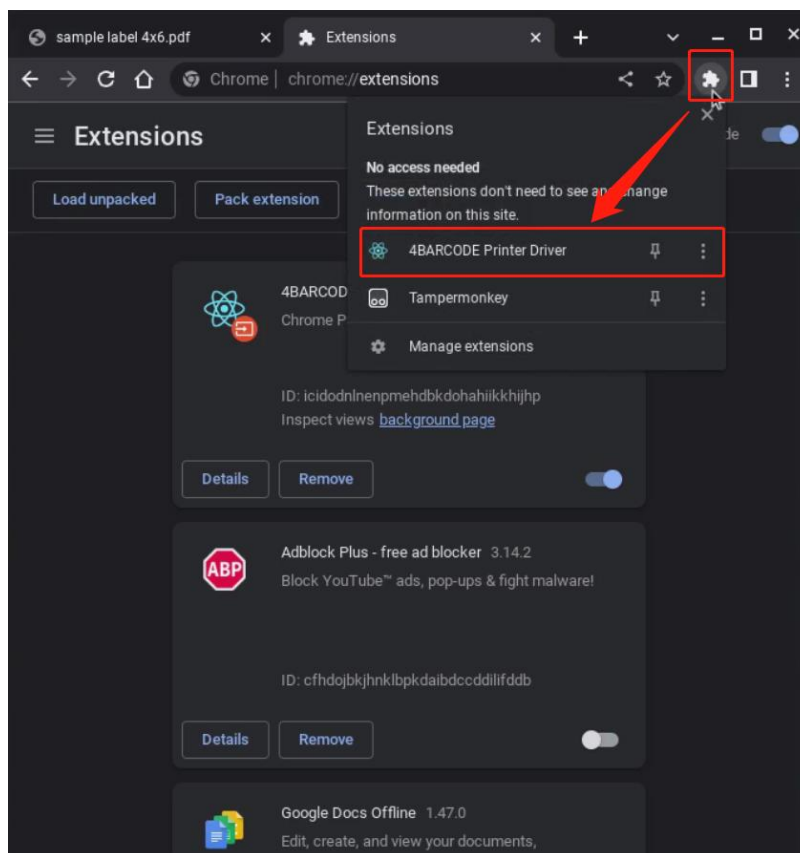 sample label 4x6.pdf
Extensions
Chrome | chrome://extensions
Extensions
de
Load unpacked
Pack extension
Extensions
No access needed
These extensions don't need to see and change
information on this site.
4BARCODE Printer Driver
Tampermonkey
Manage extensions
4BARCOD
Chrome P
ID: icidodnlnenpmehdbkdohahiikkhijhp
Inspect views background page
Details
Remove
ABP
Adblock Plus - free ad blocker 3.14.2
Block YouTube™ ads, pop-ups & fight malware!
ID: cfhdojbkjhnklbpkdaibdccddilifddb
Details
Remove
Google Docs Offline 1.47.0
Edit, create, and view your documents,